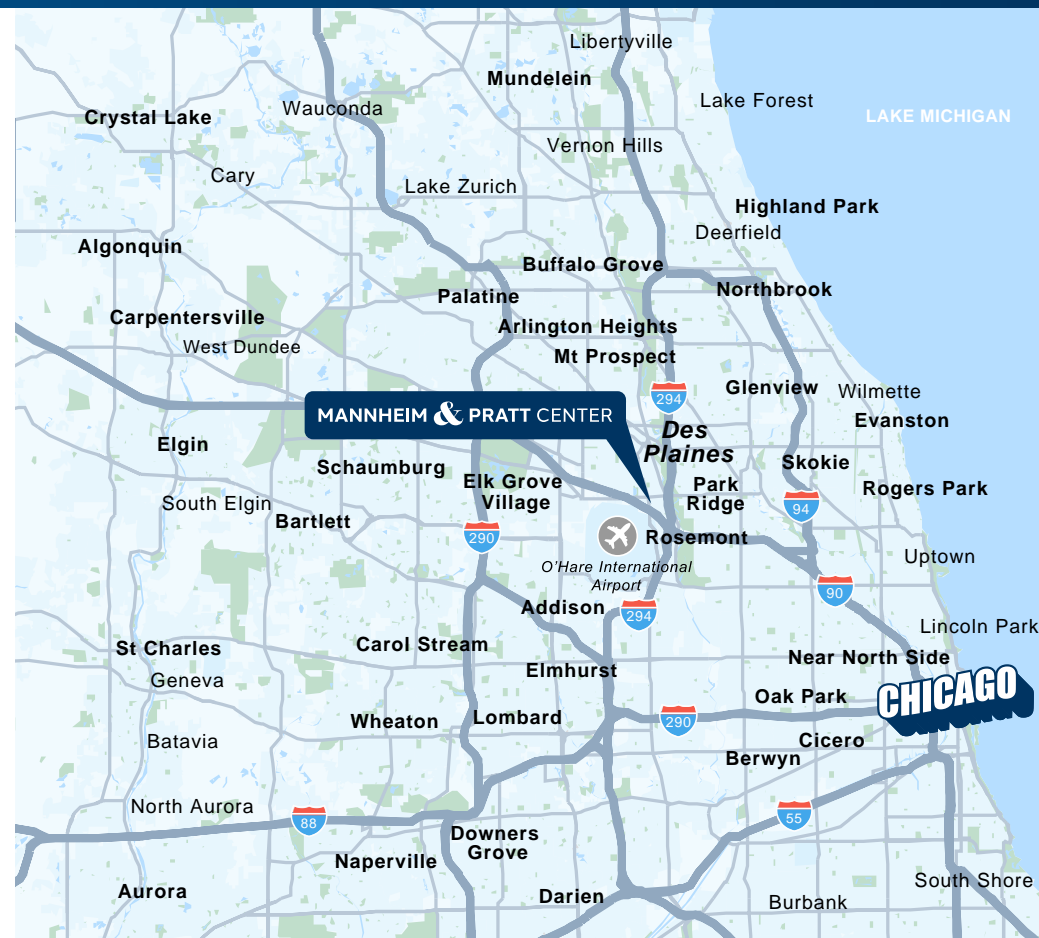 Libertyville
Mundelein
Lake Forest
Wauconda
Crystal Lake
LAKE MICHIGAN
Vernon Hills
Cary
Lake Zurich
Highland Park
Deerfield
Algonquin
Buffalo Grove
Northbrook
Palatine
Carpentersville
Arlington Heights
West Dundee
Mt Prospect
Glenview
Wilmette
294
MANNHEIM & PRATT CENTER
Evanston
Des
Plaines
Elgin
Schaumburg
Skokie
Elk Grove
Village
Park
Ridge
Rogers Park
South Elgin
Bartlett
94
290
Rosemont
Uptown
O'Hare International
Airport
90
Addison
294
Lincoln Park
St Charles
Carol Stream
Near North Side
Geneva
Elmhurst
CHICAGO
Oak Park
Wheaton
Lombard
290
Batavia
Cicero
Berwyn
North Aurora
88
55
Downers
Grove
Naperville
Aurora
Darien
South Shore
Burbank